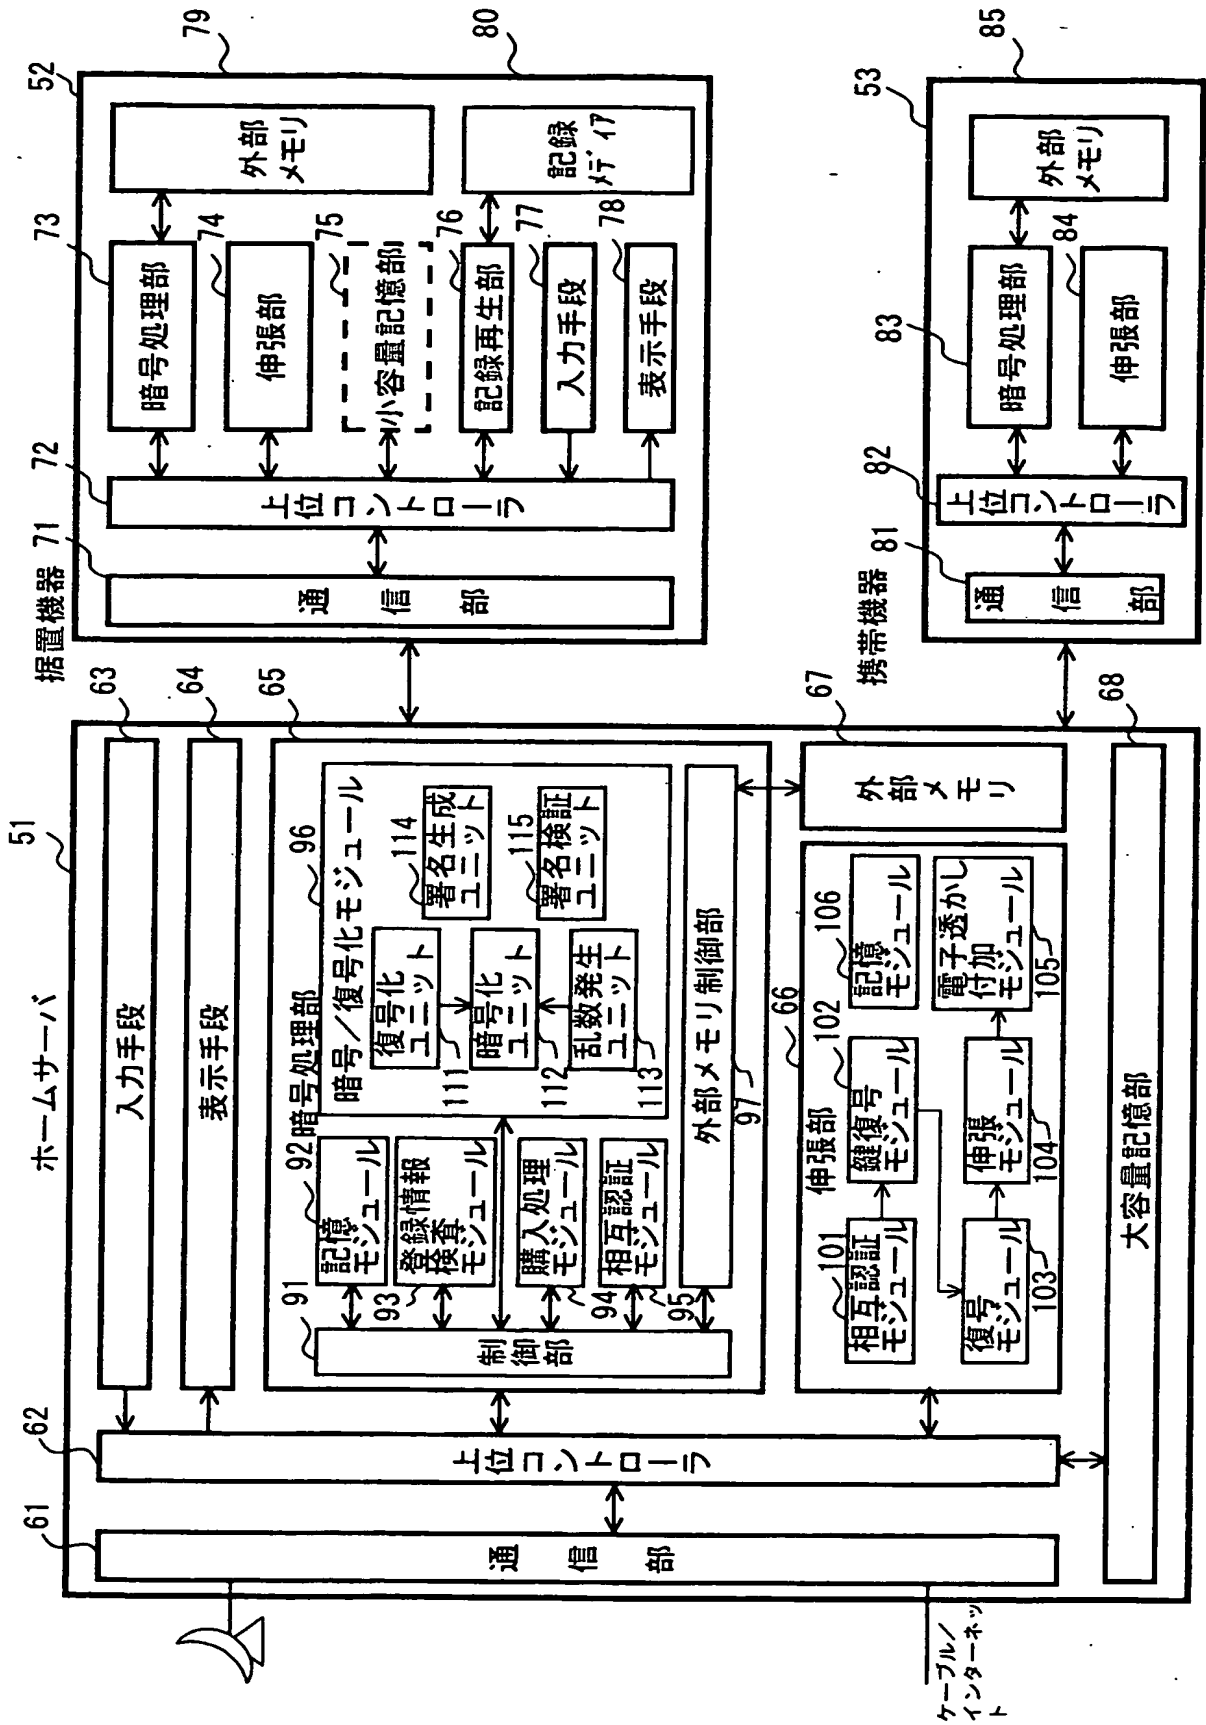 ホームサーバ
51
61
通信部
62
上位コントローラ
63
入力手段
64
表示手段
65
暗号処理部
91
制御部
92
記憶
モジュール
93
登録情報
検査
モジュール
購入処理
モジュール
94
相互認証
モジュール
95
96
暗号/復号化モジュール
復号化
ユニット
111
暗号化
ユニット
112
乱数発生
ユニット
113
114
署名生成
ユニット
115
署名検証
ユニット
外部メモリ制御部
97
66
伸張部
101
相互認証
モジュール
102
鍵復号
モジュール
復号
モジュール
103
伸張
モジュール
104
電子透かし
付加
モジュール
105
106
記憶
モジュール
67
外部
メモリ
68
大容量記憶部
ケーブル/
インターネッ
ト
据置機器
52
71
通信部
72
上位コントローラ
73
暗号処理部
74
伸張部
75
小容量記憶部
76
記録再生部
77
入力手段
78
表示手段
79
外部
メモリ
80
記録
メディア
携帯機器
53
81
通信部
82
上位コントローラ
83
暗号処理部
84
伸張部
85
外部
メモリ